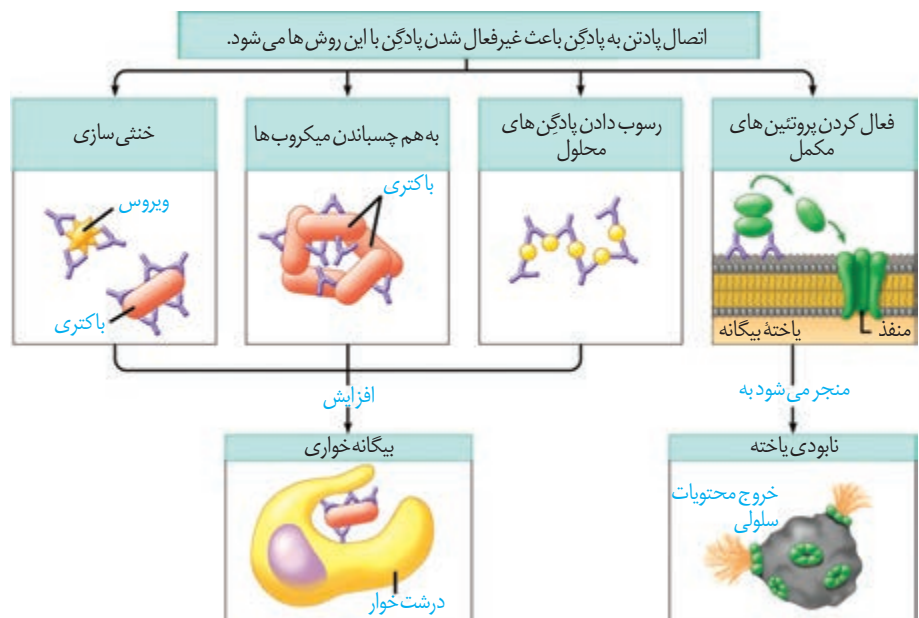 اتصال پادتن به پادگِن باعث غیرفعال شدن پادگِن با این روش ها می شود.
فعال کردن پروتئین های
مکمل
رسوب دادن پادگِن های
محلول
به هم چسباندن میکروب ها
خنثی سازی
باکتری
ویروس
باکتری
منفذ
یاختهٔ بیگانه
منجر می شود به
افزایش
نابودی یاخته
بیگانه خواری
خروج محتویات
سلولی
درشت خوار